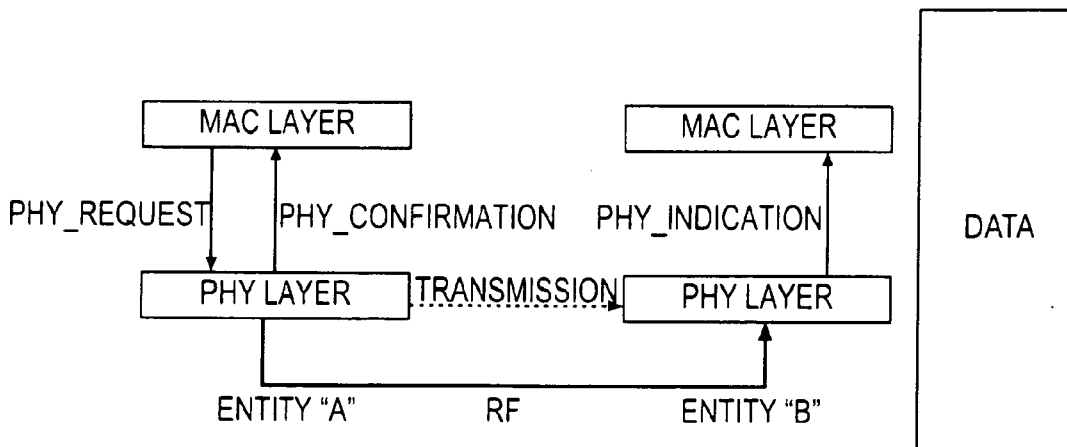 MAC LAYER
MAC LAYER
PHY_REQUEST
PHY_CONFIRMATION
PHY_INDICATION
DATA
PHY LAYER
TRANSMISSION
PHY LAYER
ENTITY "A"
RF
ENTITY "B"